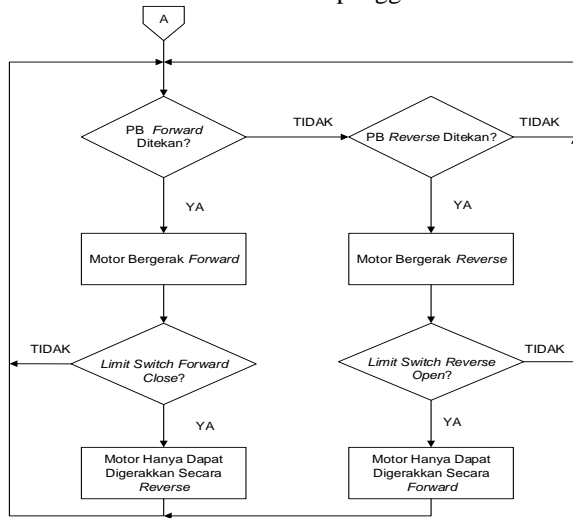 A
PB Forward
Ditekan?
TIDAK
PB Reverse Ditekan?
TIDAK
YA
YA
Motor Bergerak Forward
Motor Bergerak Reverse
TIDAK
Limit Switch Forward
Close?
Limit Switch Reverse
Open?
TIDAK
YA
YA
Motor Hanya Dapat
Digerakkan Secara
Reverse
Motor Hanya Dapat
Digerakkan Secara
Forward